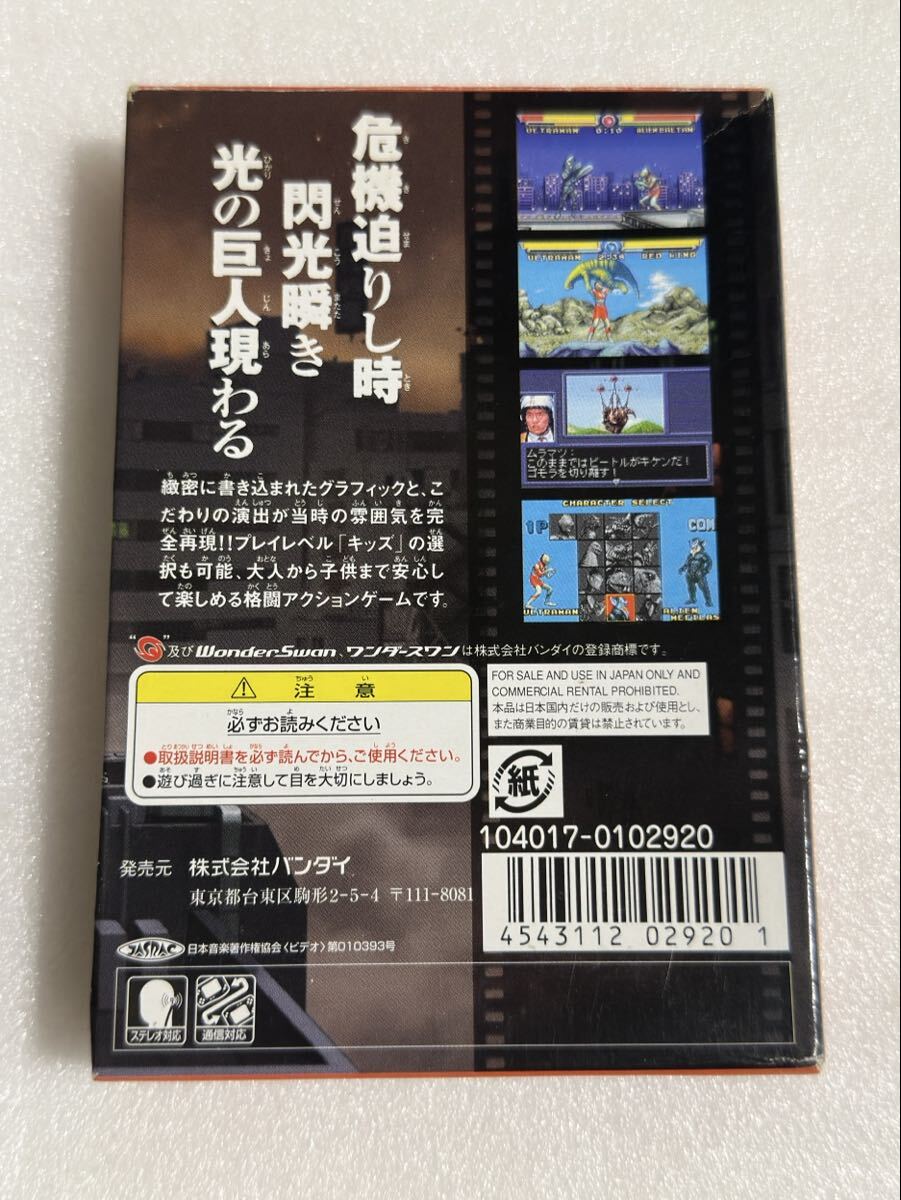 危機迫りし時
閃光瞬き
光の巨人現わる
緻密に書き込まれたグラフィックと、こ
だわりの演出が当時の雰囲気を完
全再現!!プレイレベル「キッズ」の選
択も可能、大人から子供まで安心し
て楽しめる格闘アクションゲームです。
ULTRAMAN 0:10 ALIEN BALTAN
ULTRAMAN 2:34 RED KING
ムラマツ:
このままではビートルがキケンだ!
ゴモラを切り離す!
CHARACTER SELECT
1P COM
ULTRAMAN ALIEN MEFILAS
“ ”及び WonderSwan、ワンダースワンは株式会社バンダイの登録商標です。
注意
必ずお読みください
●取扱説明書を必ず読んでから、ご使用ください。
●遊び過ぎに注意して目を大切にしましょう。
FOR SALE AND USE IN JAPAN ONLY AND
COMMERCIAL RENTAL PROHIBITED.
本品は日本国内だけの販売および使用とし、
また商業目的の賃貸は禁止されています。
紙
104017-0102920
4543112 02920 1
発売元 株式会社バンダイ
東京都台東区駒形2-5-4 〒111-8081
JASRAC 日本音楽著作権協会〈ビデオ〉第010393号
ステレオ対応 通信対応